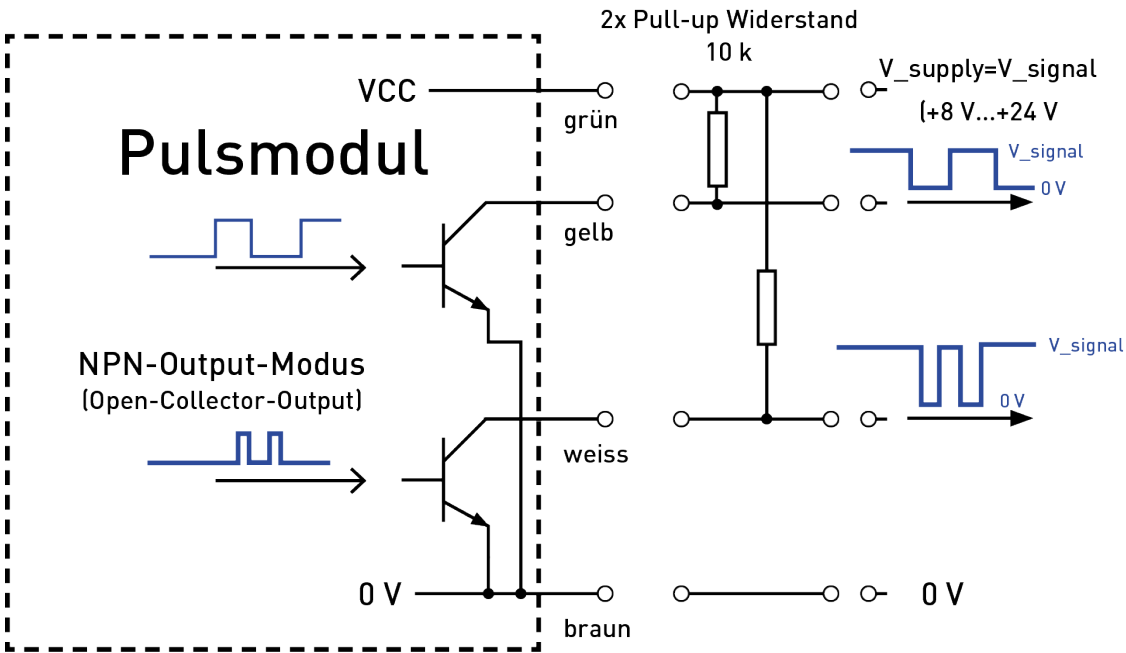 2x Pull-up Widerstand
10 k
VCC
grün
V_supply=V_signal
(+8 V...+24 V
Pulsmodul
V_signal
0 V
gelb
NPN-Output-Modus
(Open-Collector-Output)
V_signal
0 V
weiss
0 V
braun
0 V